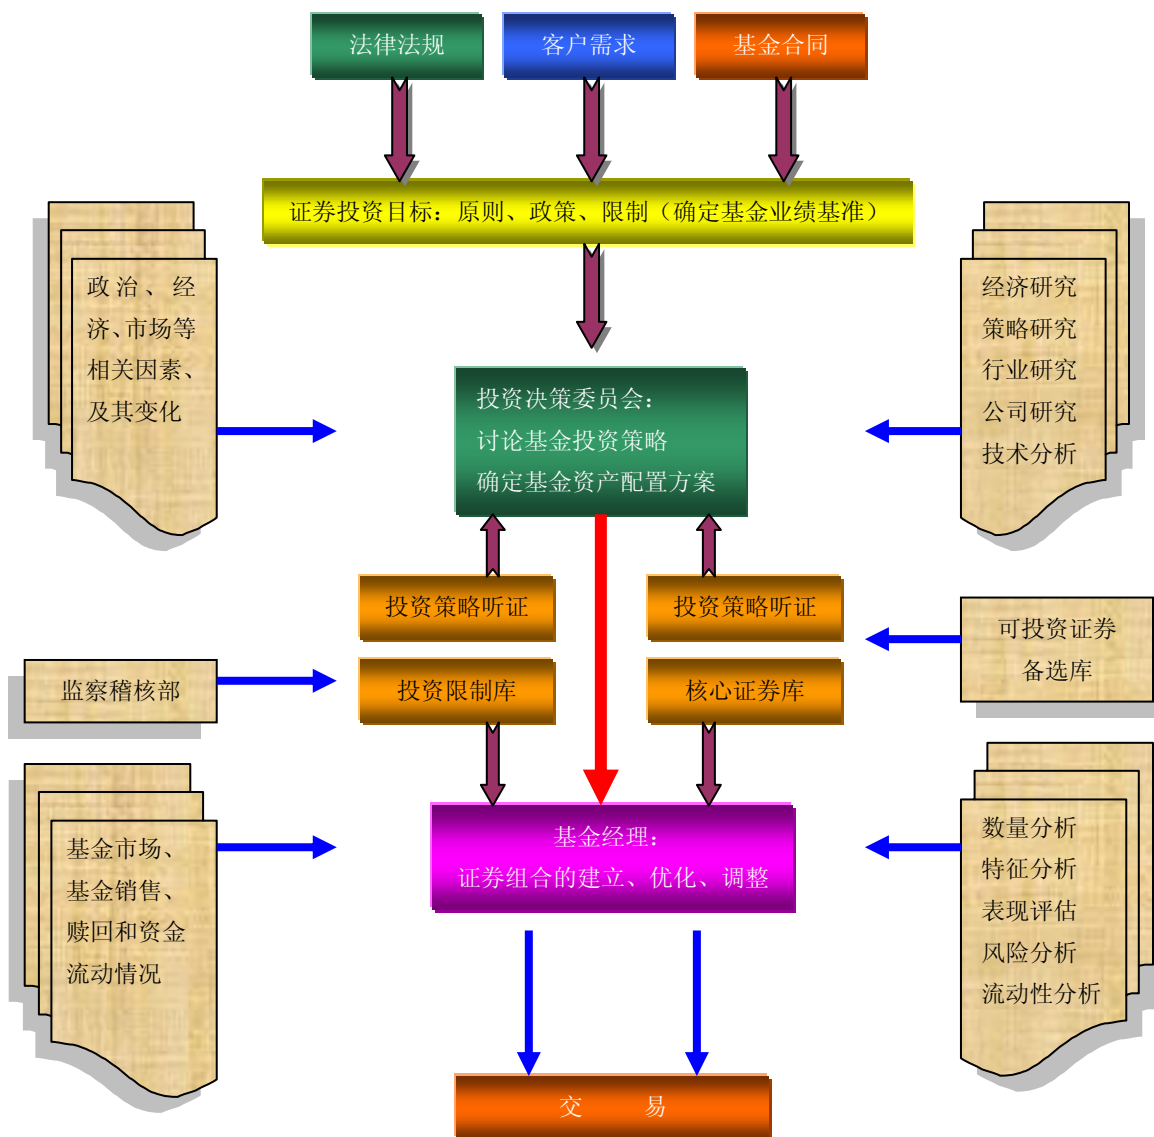 法律法规
客户需求
基金合同
证券投资目标：原则、政策、限制（确定基金业绩基准）
政治、经
济、市场等
相关因素、
及其变化
经济研究
策略研究
行业研究
公司研究
技术分析
投资决策委员会：
讨论基金投资策略
确定基金资产配置方案
投资策略听证
投资策略听证
可投资证券
备选库
监察稽核部
投资限制库
核心证券库
基金市场、
基金销售、
赎回和资金
流动情况
基金经理：
证券组合的建立、优化、调整
数量分析
特征分析
表现评估
风险分析
流动性分析
交 易